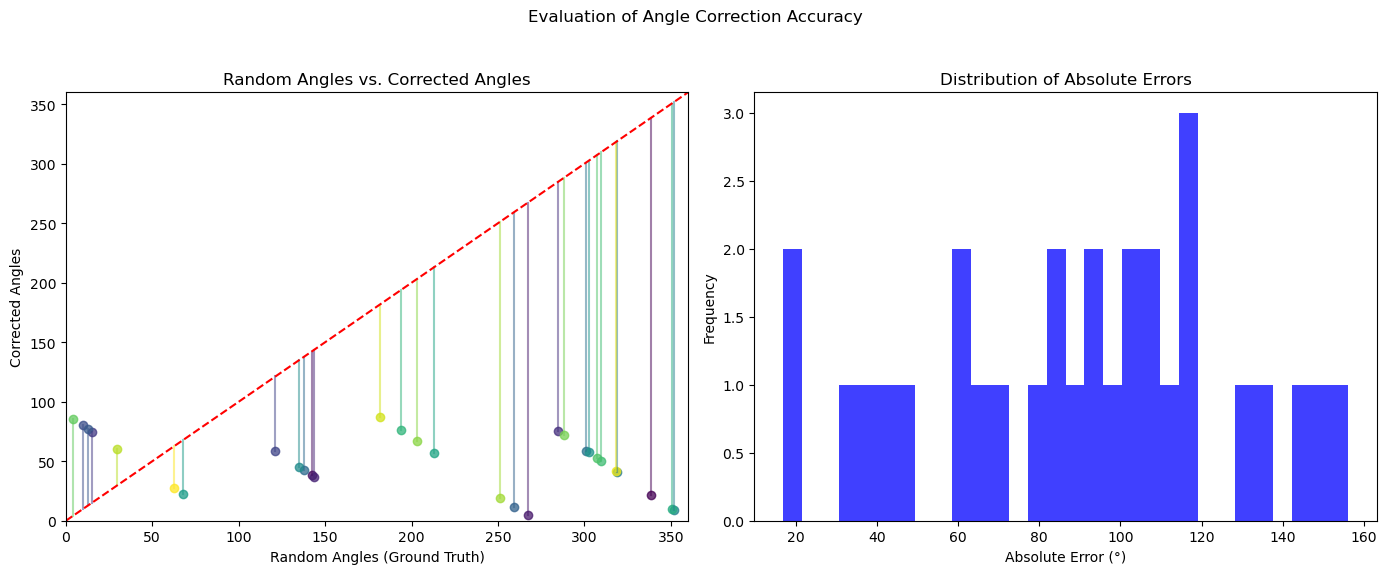 Evaluation of Angle Correction Accuracy
Random Angles vs. Corrected Angles
Corrected Angles
350
300
250
200
150
100
50
0
0 50 100 150 200 250 300 350
Random Angles (Ground Truth)
Distribution of Absolute Errors
Frequency
3.0
2.5
2.0
1.5
1.0
0.5
0.0
20 40 60 80 100 120 140 160
Absolute Error (°)